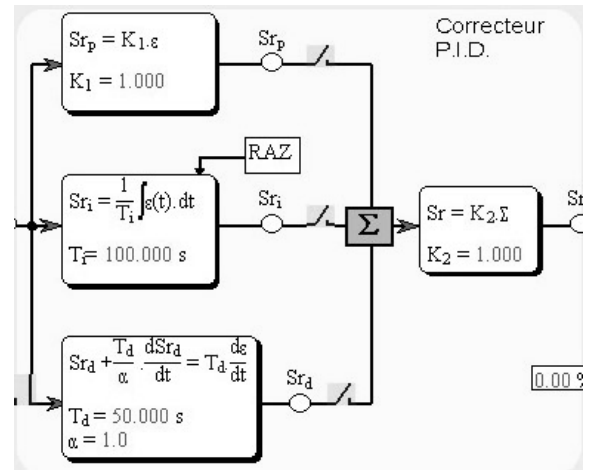 Correcteur
P.I.D.
Srp = K1.ε
K1 = 1.000
Srp
RAZ
Sri = 1/Ti ∫ε(t).dt
Ti= 100.000 s
Sri
Σ
Sr = K2.Σ
K2 = 1.000
Sr
Srd + Td/α . dSrd/dt = Td. dε/dt
Td = 50.000 s
α = 1.0
Srd
0.00 %